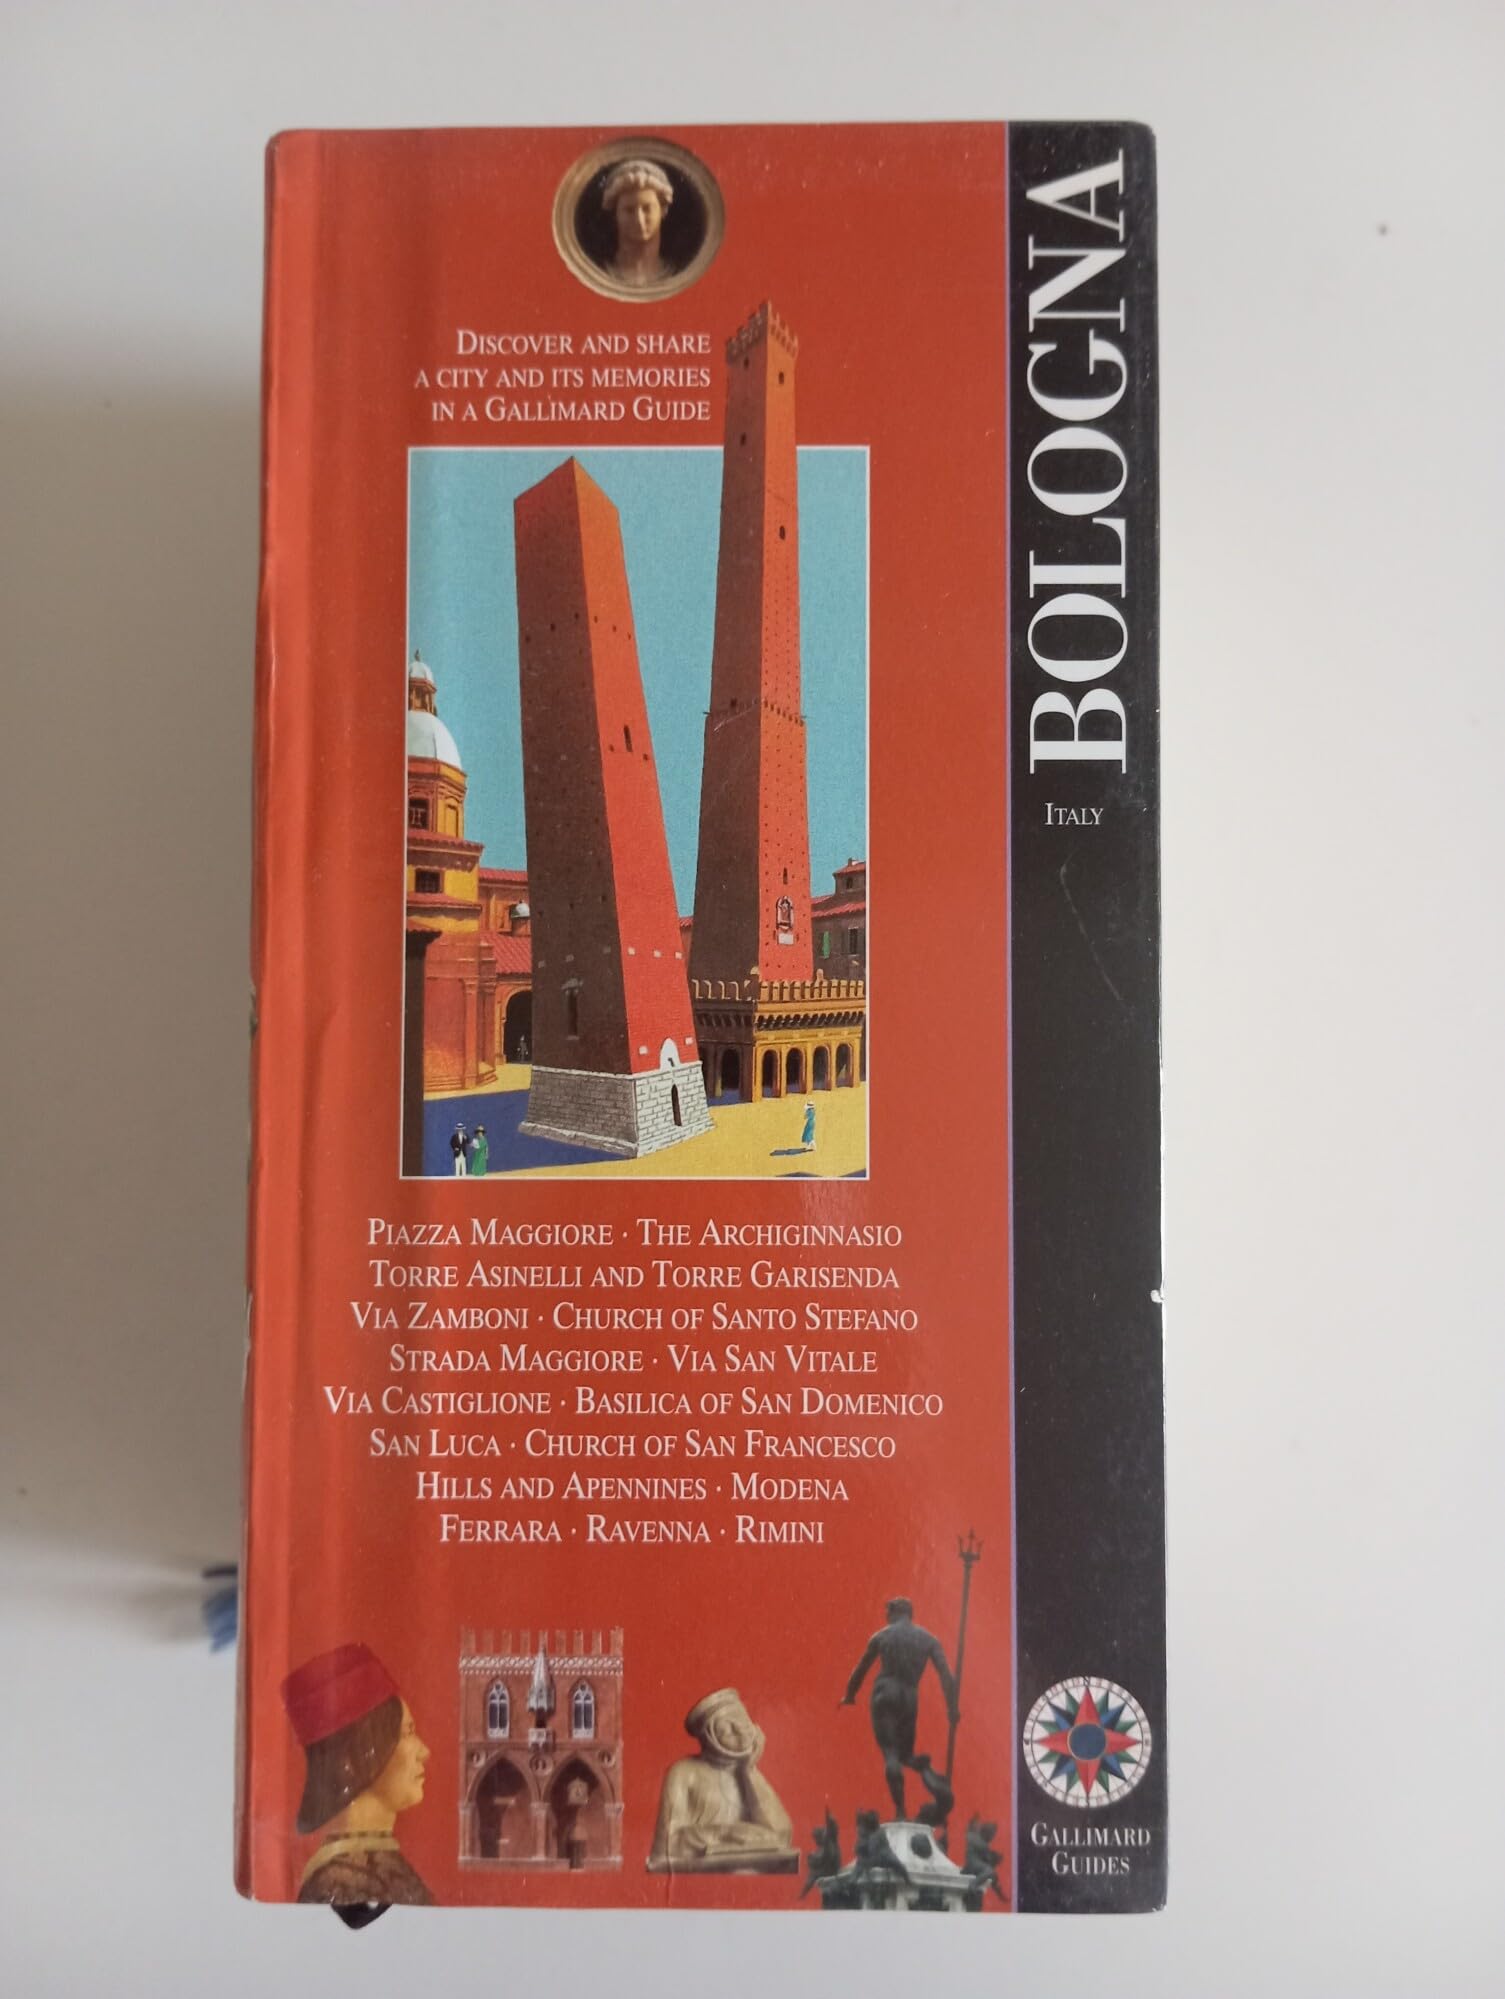 DISCOVER AND SHARE
A CITY AND ITS MEMORIES
IN A GALLIMARD GUIDE
PIAZZA MAGGIORE · THE ARCHIGINNASIO
TORRE ASINELLI AND TORRE GARISENDA
VIA ZAMBONI · CHURCH OF SANTO STEFANO
STRADA MAGGIORE · VIA SAN VITALE
VIA CASTIGLIONE · BASILICA OF SAN DOMENICO
SAN LUCA · CHURCH OF SAN FRANCESCO
HILLS AND APENNINES · MODENA
FERRARA · RAVENNA · RIMINI
BOLOGNA
ITALY
GALLIMARD
GUIDES